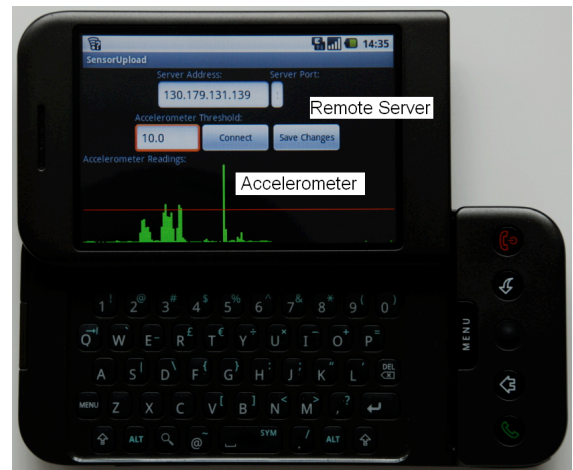 14:35
SensorUpload
Server Address: Server Port:
130.179.131.139 :
Remote Server
Accelerometer Threshold:
10.0 Connect Save Changes
Accelerometer Readings:
Accelerometer
1 ! 2 @ 3 # 4 $ 5 % 6 ^ 7 & 8 * 9 ( 0 )
Q W ` E - R £ T € Y ÷ U × I - O + P =
A S | D \ F { G } H : J ; K " L ' DEL
MENU Z X C V [ B ] N < M > , ?
ALT @ ~ SYM . / ALT
MENU